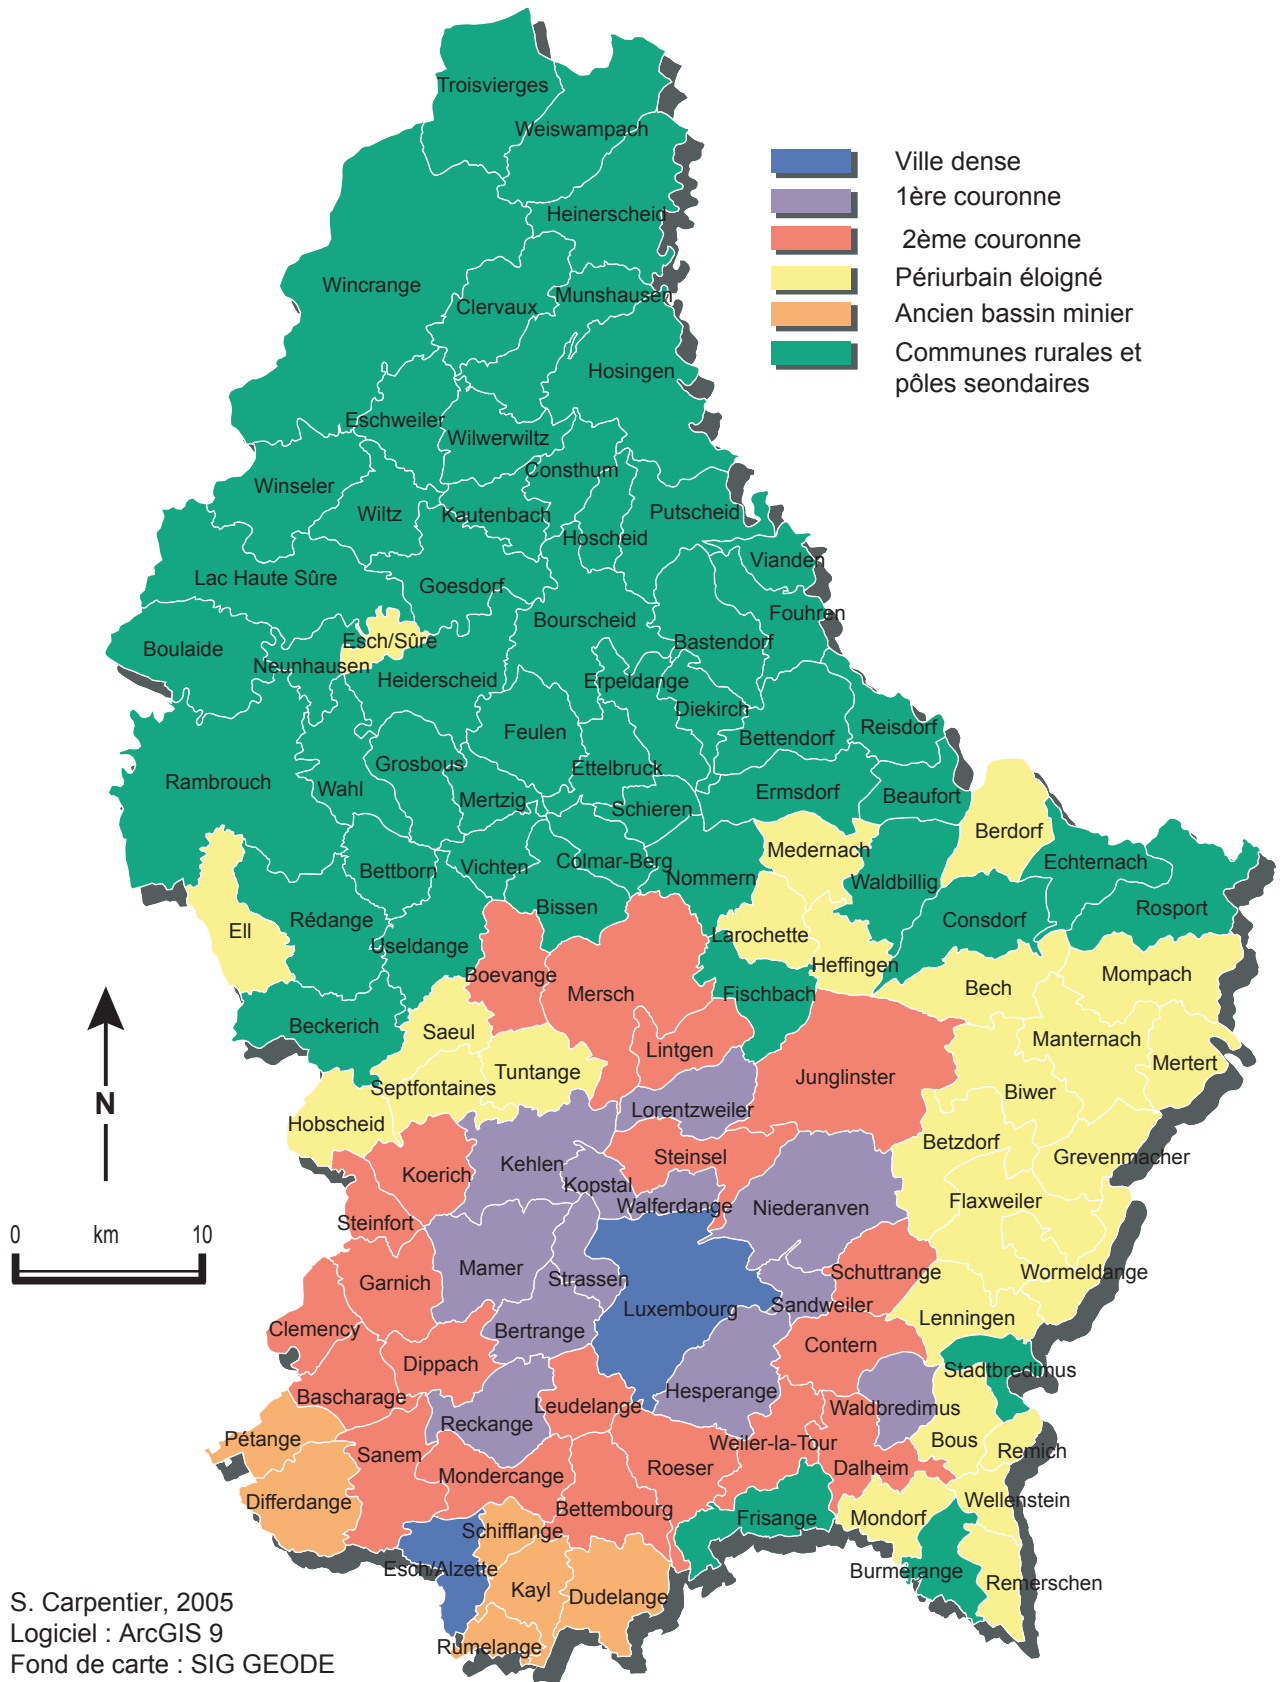 Troisvierges
Weiswampach
Ville dense
1ère couronne
Heinerscheid
2ème couronne
Périurbain éloigné
Wincrange
Munshausen
Clervaux
Ancien bassin minier
Communes rurales et
pôles seondaires
Hosingen
Eschweiler
Wilwerwiltz
Consthum
Winseler
Wiltz
Kautenbach
Putscheid
Hoscheid
Vianden
Lac Haute Sûre
Goesdorf
Fouhren
Bourscheid
Bastendorf
Esch/Sûre
Boulaide
Neunhausen
Heiderscheid
Erpeldange
Diekirch
Reisdorf
Feulen
Bettendorf
Grosbous
Ettelbruck
Rambrouch
Wahl
Mertzig
Ermsdorf
Beaufort
Schieren
Berdorf
Medernach
Echternach
Vichten
Colmar-Berg
Bettborn
Nommern
Waldbillig
Bissen
Rosport
Rédange
Consdorf
Ell
Useldange
Larochette
Heffingen
Boevange
Mompach
Mersch
Fischbach
Bech
Beckerich
Saeul
Lintgen
Manternach
Mertert
Tuntange
Junglinster
Septfontaines
Biwer
N
Lorentzweiler
Hobscheid
Betzdorf
Steinsel
Grevenmacher
Kehlen
Koerich
Kopstal
Walferdange
Niederanven
Flaxweiler
Steinfort
0 km 10
Mamer
Strassen
Schuttrange
Wormeldange
Garnich
Luxembourg
Sandweiler
Lenningen
Clemency
Bertrange
Contern
Dippach
Stadtbredimus
Hesperange
Bascharage
Leudelange
Waldbredimus
Reckange
Pétange
Weiler-la-Tour
Bous
Remich
Sanem
Roeser
Dalheim
Mondercange
Differdange
Bettembourg
Wellenstein
Frisange
Mondorf
Schifflange
Esch/Alzette
Burmerange
Remerschen
Kayl
Dudelange
Rumelange
S. Carpentier, 2005
Logiciel : ArcGIS 9
Fond de carte : SIG GEODE